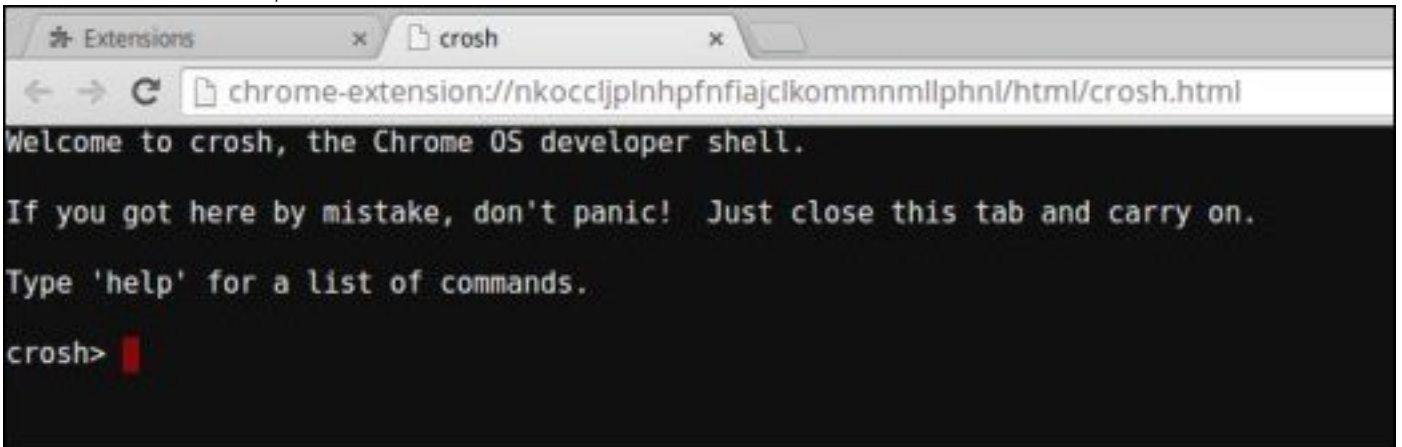 Extensions
crosh
chrome-extension://nkoccljplnhpfnfiajclkommnmllphnl/html/crosh.html
Welcome to crosh, the Chrome OS developer shell.
If you got here by mistake, don't panic!  Just close this tab and carry on.
Type 'help' for a list of commands.
crosh>